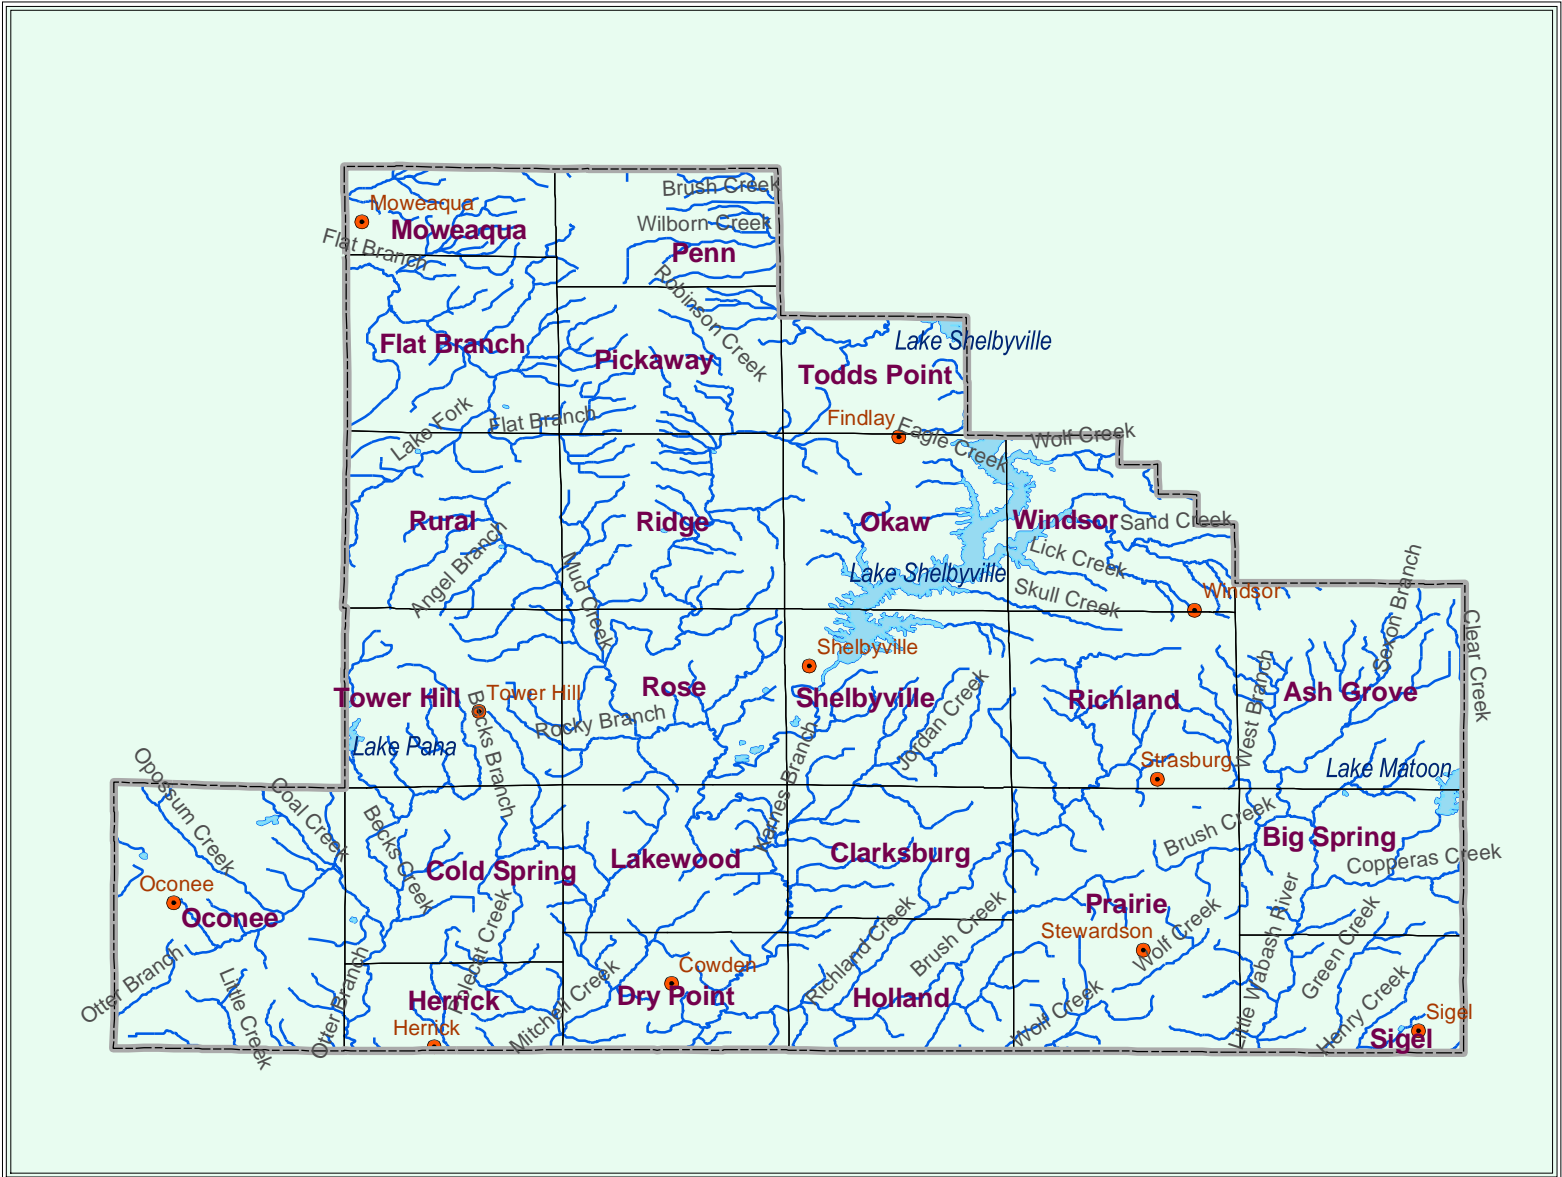 Brush Creek
Moweaqua
Wilborn Creek
Moweaqua
Flat Branch
Penn
Robinson Creek
Lake Shelbyville
Flat Branch
Pickaway
Todds Point
Findlay
Flat Branch
Lake Fork
Eagle Creek
Wolf Creek
Rural
Ridge
Okaw
Windsor
Sand Creek
Angel Branch
Lick Creek
Lake Shelbyville
Mud Creek
Skull Creek
Windsor
Sexon Branch
Clear Creek
Shelbyville
Tower Hill
Tower Hill
Rose
Shelbyville
Richland
Ash Grove
West Branch
Rocky Branch
Jordan Creek
Becks Branch
Lake Pana
Strasburg
Lake Matoon
Opossum Creek
Coal Creek
Robinson Creek
Becks Creek
Brush Creek
Big Spring
Lakewood
Clarksburg
Copperas Creek
Cold Spring
Oconee
Oconee
Prairie
Polecat Creek
Richland Creek
Brush Creek
Stewardson
Wolf Creek
Little Wabash River
Green Creek
Otter Branch
Little Creek
Otter Branch
Cowden
Dry Point
Mitchell Creek
Herrick
Herrick
Holland
Wolf Creek
Henry Creek
Sigel
Sigel